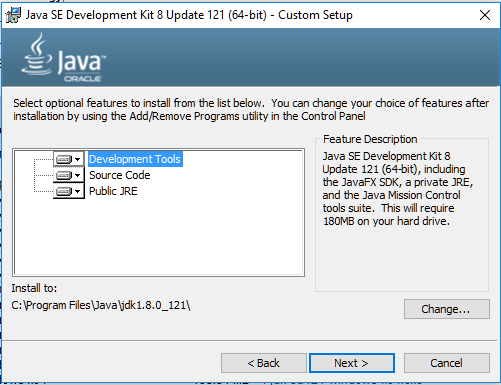 Java SE Development Kit 8 Update 121 (64-bit) - Custom Setup
Java
ORACLE
Select optional features to install from the list below. You can change your choice of features after
installation by using the Add/Remove Programs utility in the Control Panel
Development Tools
Source Code
Public JRE
Feature Description
Java SE Development Kit 8
Update 121 (64-bit), including
the JavaFX SDK, a private JRE,
and the Java Mission Control
tools suite. This will require
180MB on your hard drive.
Install to:
C:\Program Files\Java\jdk1.8.0_121\
Change...
< Back
Next >
Cancel